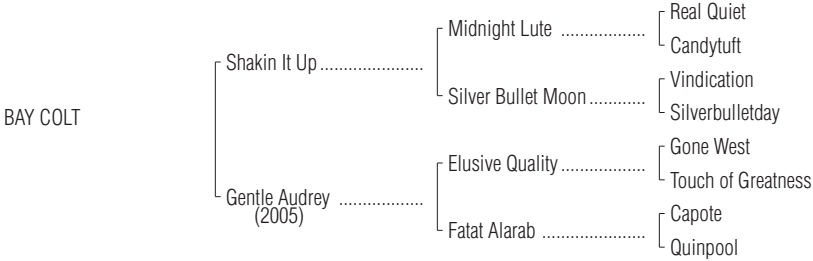 Real Quiet
Midnight Lute ...................
Candytuft
Shakin It Up.......................
Vindication
Silver Bullet Moon............
Silverbulletday
BAY COLT
Gone West
Elusive Quality...................
Touch of Greatness
Gentle Audrey ...................
(2005)
Capote
Fatat Alarab .......................
Quinpool